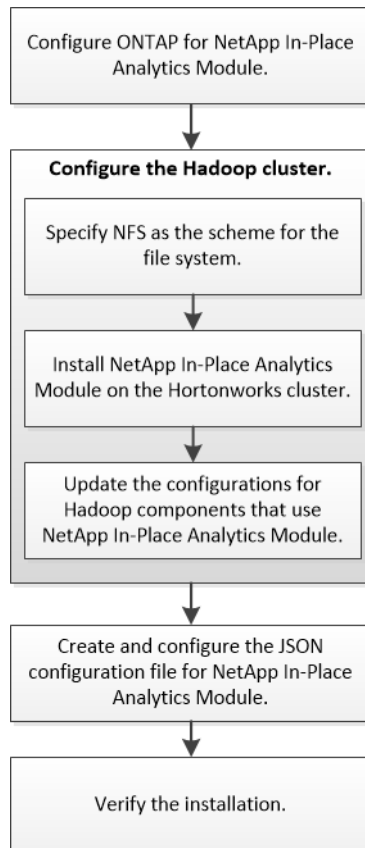 Configure ONTAP for NetApp In-Place
Analytics Module.
Configure the Hadoop cluster.
Specify NFS as the scheme for the
file system.
Install NetApp In-Place Analytics
Module on the Hortonworks cluster.
Update the configurations for
Hadoop components that use
NetApp In-Place Analytics Module.
Create and configure the JSON
configuration file for NetApp In-Place
Analytics Module.
Verify the installation.